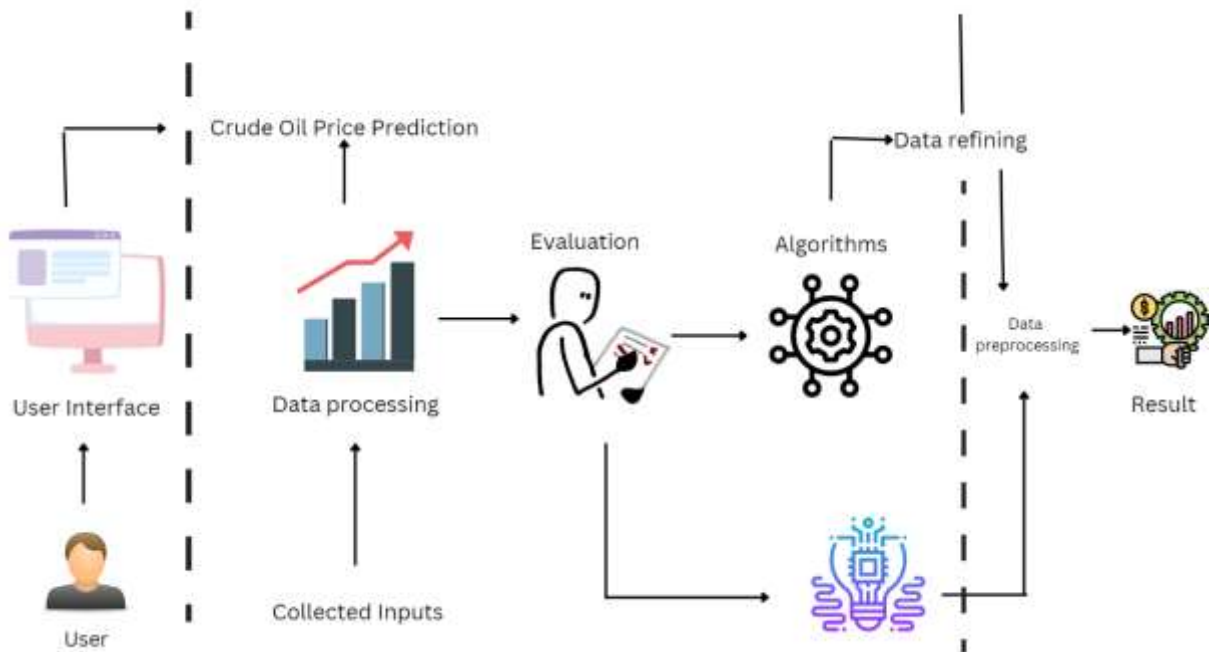 Crude Oil Price Prediction
Data refining
Evaluation
Algorithms
Data
preprocessing
User Interface
Data processing
Result
Collected Inputs
User